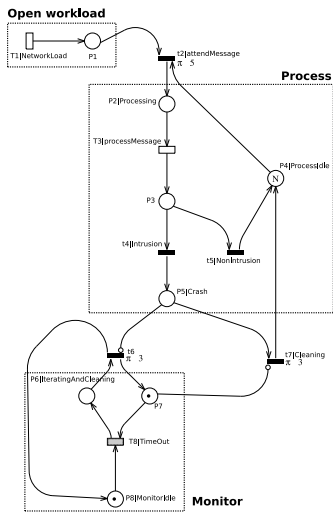 Open workload
T1|NetworkLoad
P1
t2|attendMessage
π 5
Process
P2|Processing
T3|processMessage
P4|ProcessIdle
N
P3
t4|Intrusion
t5|NonIntrusion
P5|Crash
t6
π 3
t7|Cleaning
π 3
P6|IteratingAndCleaning
P7
T8|TimeOut
P8|MonitorIdle
Monitor